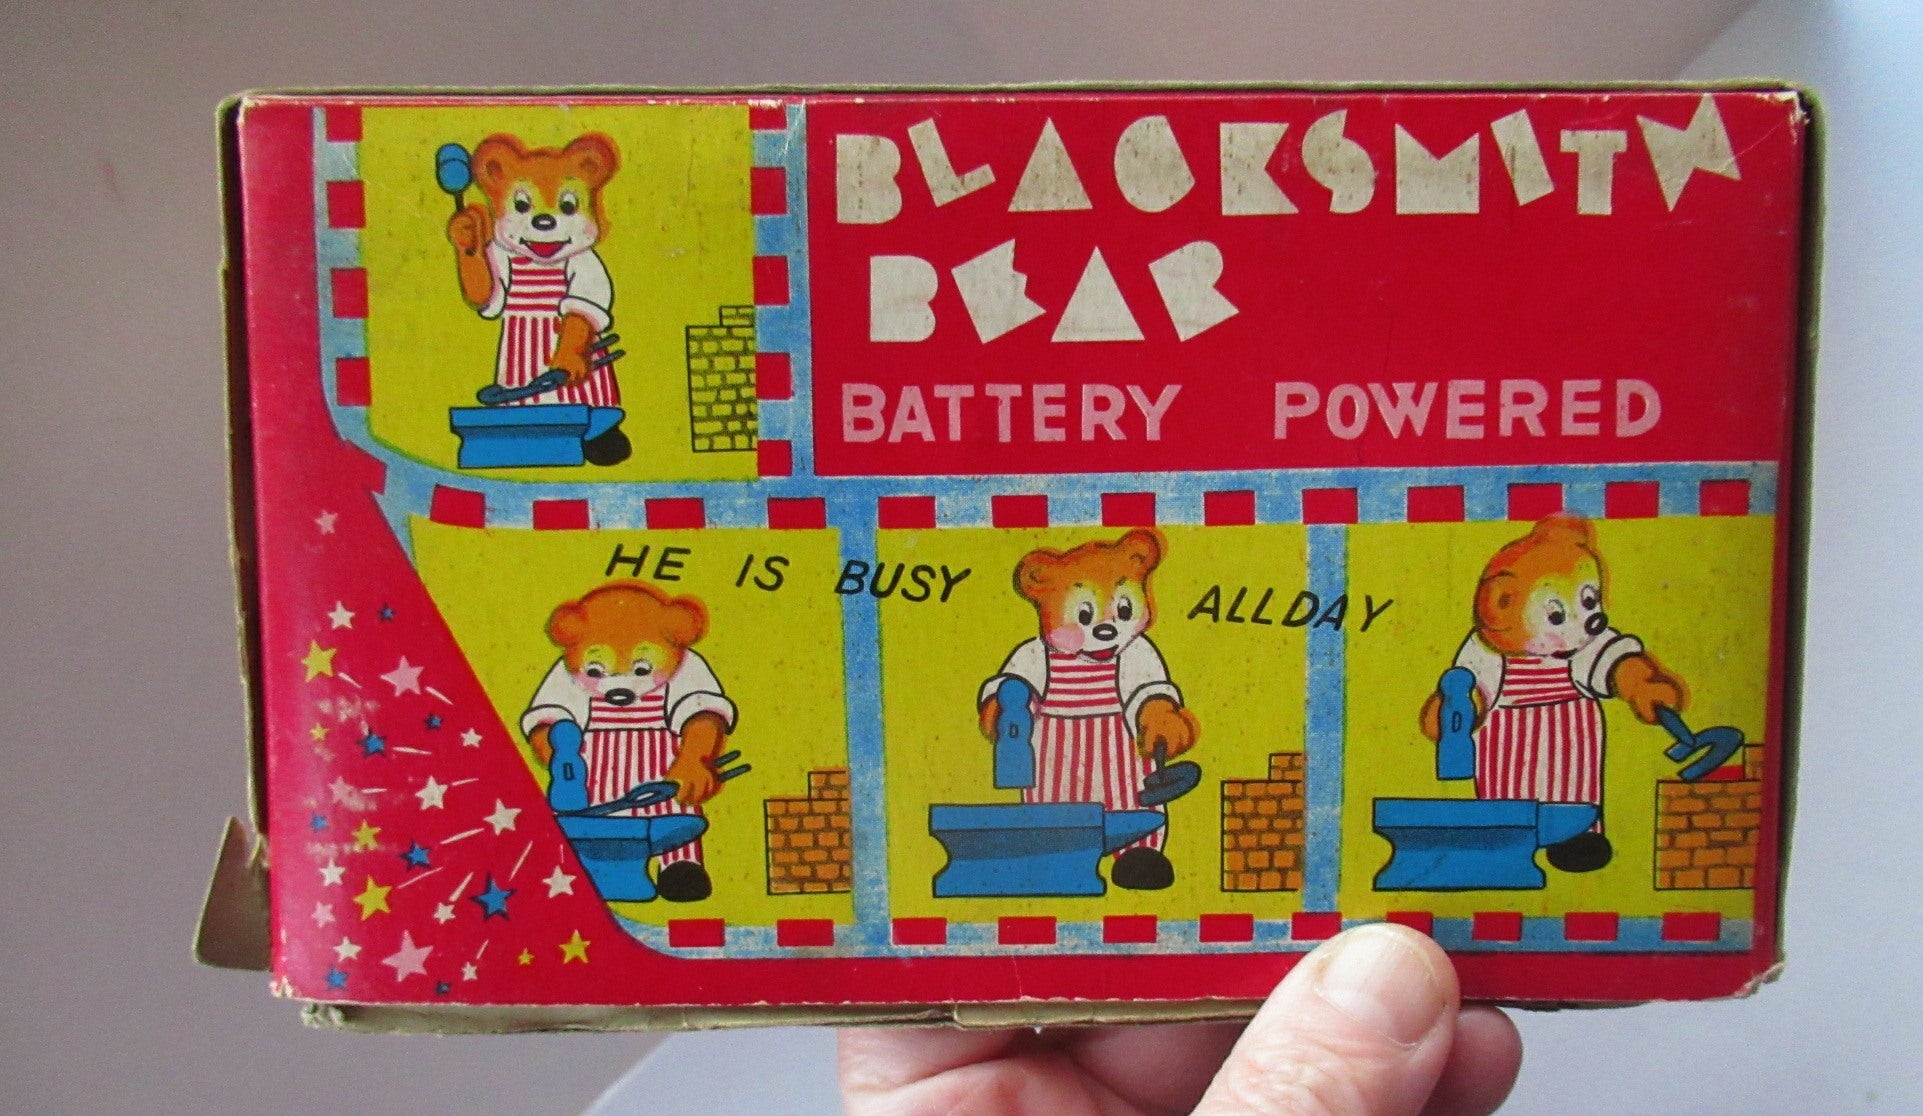 BLACKSMITH
BEAR
BATTERY POWERED
HE IS BUSY ALLDAY